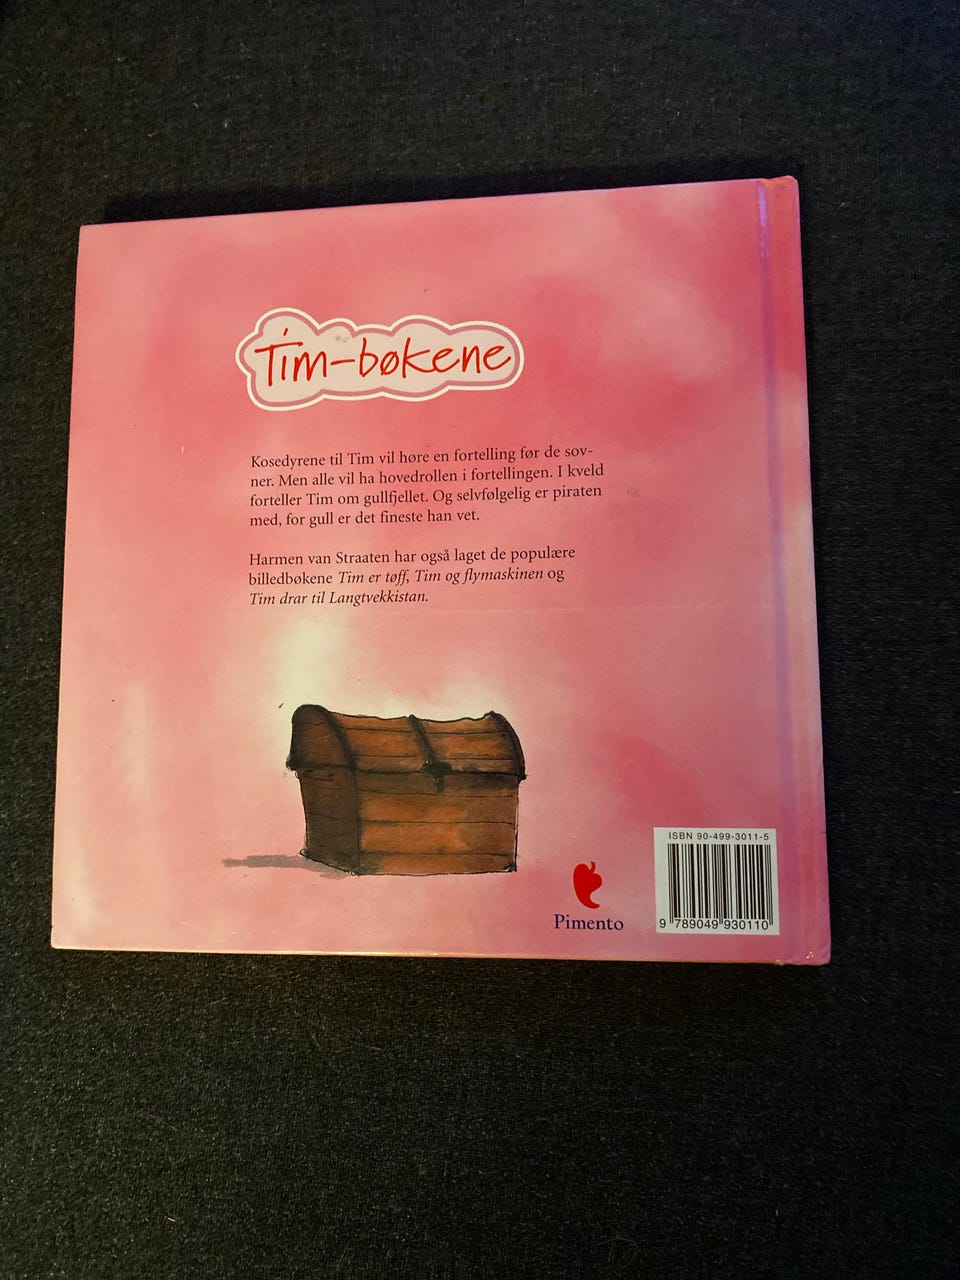 Tim-bøkene
Kosedyrene til Tim vil høre en fortelling før de sov-
ner. Men alle vil ha hovedrollen i fortellingen. I kveld
forteller Tim om gullfjellet. Og selvfølgelig er piraten
med, for gull er det fineste han vet.
Harmen van Straaten har også laget de populære
billedbøkene Tim er tøff, Tim og flymaskinen og
Tim drar til Langtvekkistan.
Pimento
ISBN 90-499-3011-5
9 789049 930110